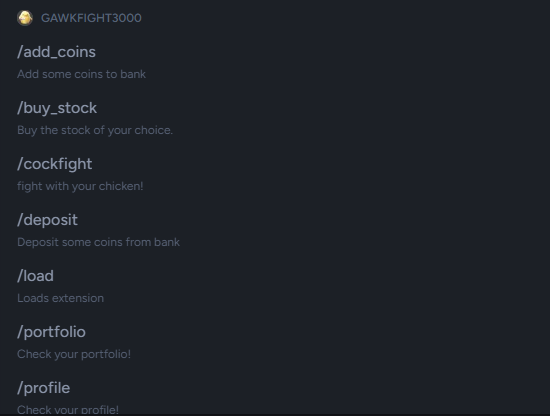 GAWKFIGHT3000
/add_coins
Add some coins to bank
/buy_stock
Buy the stock of your choice.
/cockfight
fight with your chicken!
/deposit
Deposit some coins from bank
/load
Loads extension
/portfolio
Check your portfolio!
/profile
Check your profile!